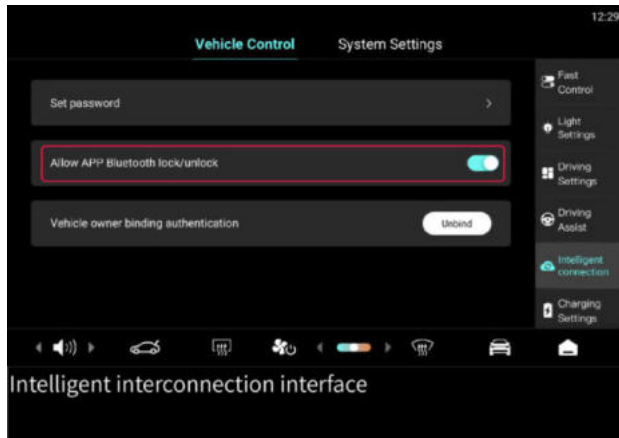 12:29
Vehicle Control
System Settings
Set password
Allow APP Bluetooth lock/unlock
Vehicle owner binding authentication
Unbind
Fast
Control
Light
Settings
Driving
Settings
Driving
Assist
Intelligent
connection
Charging
Settings
Intelligent interconnection interface